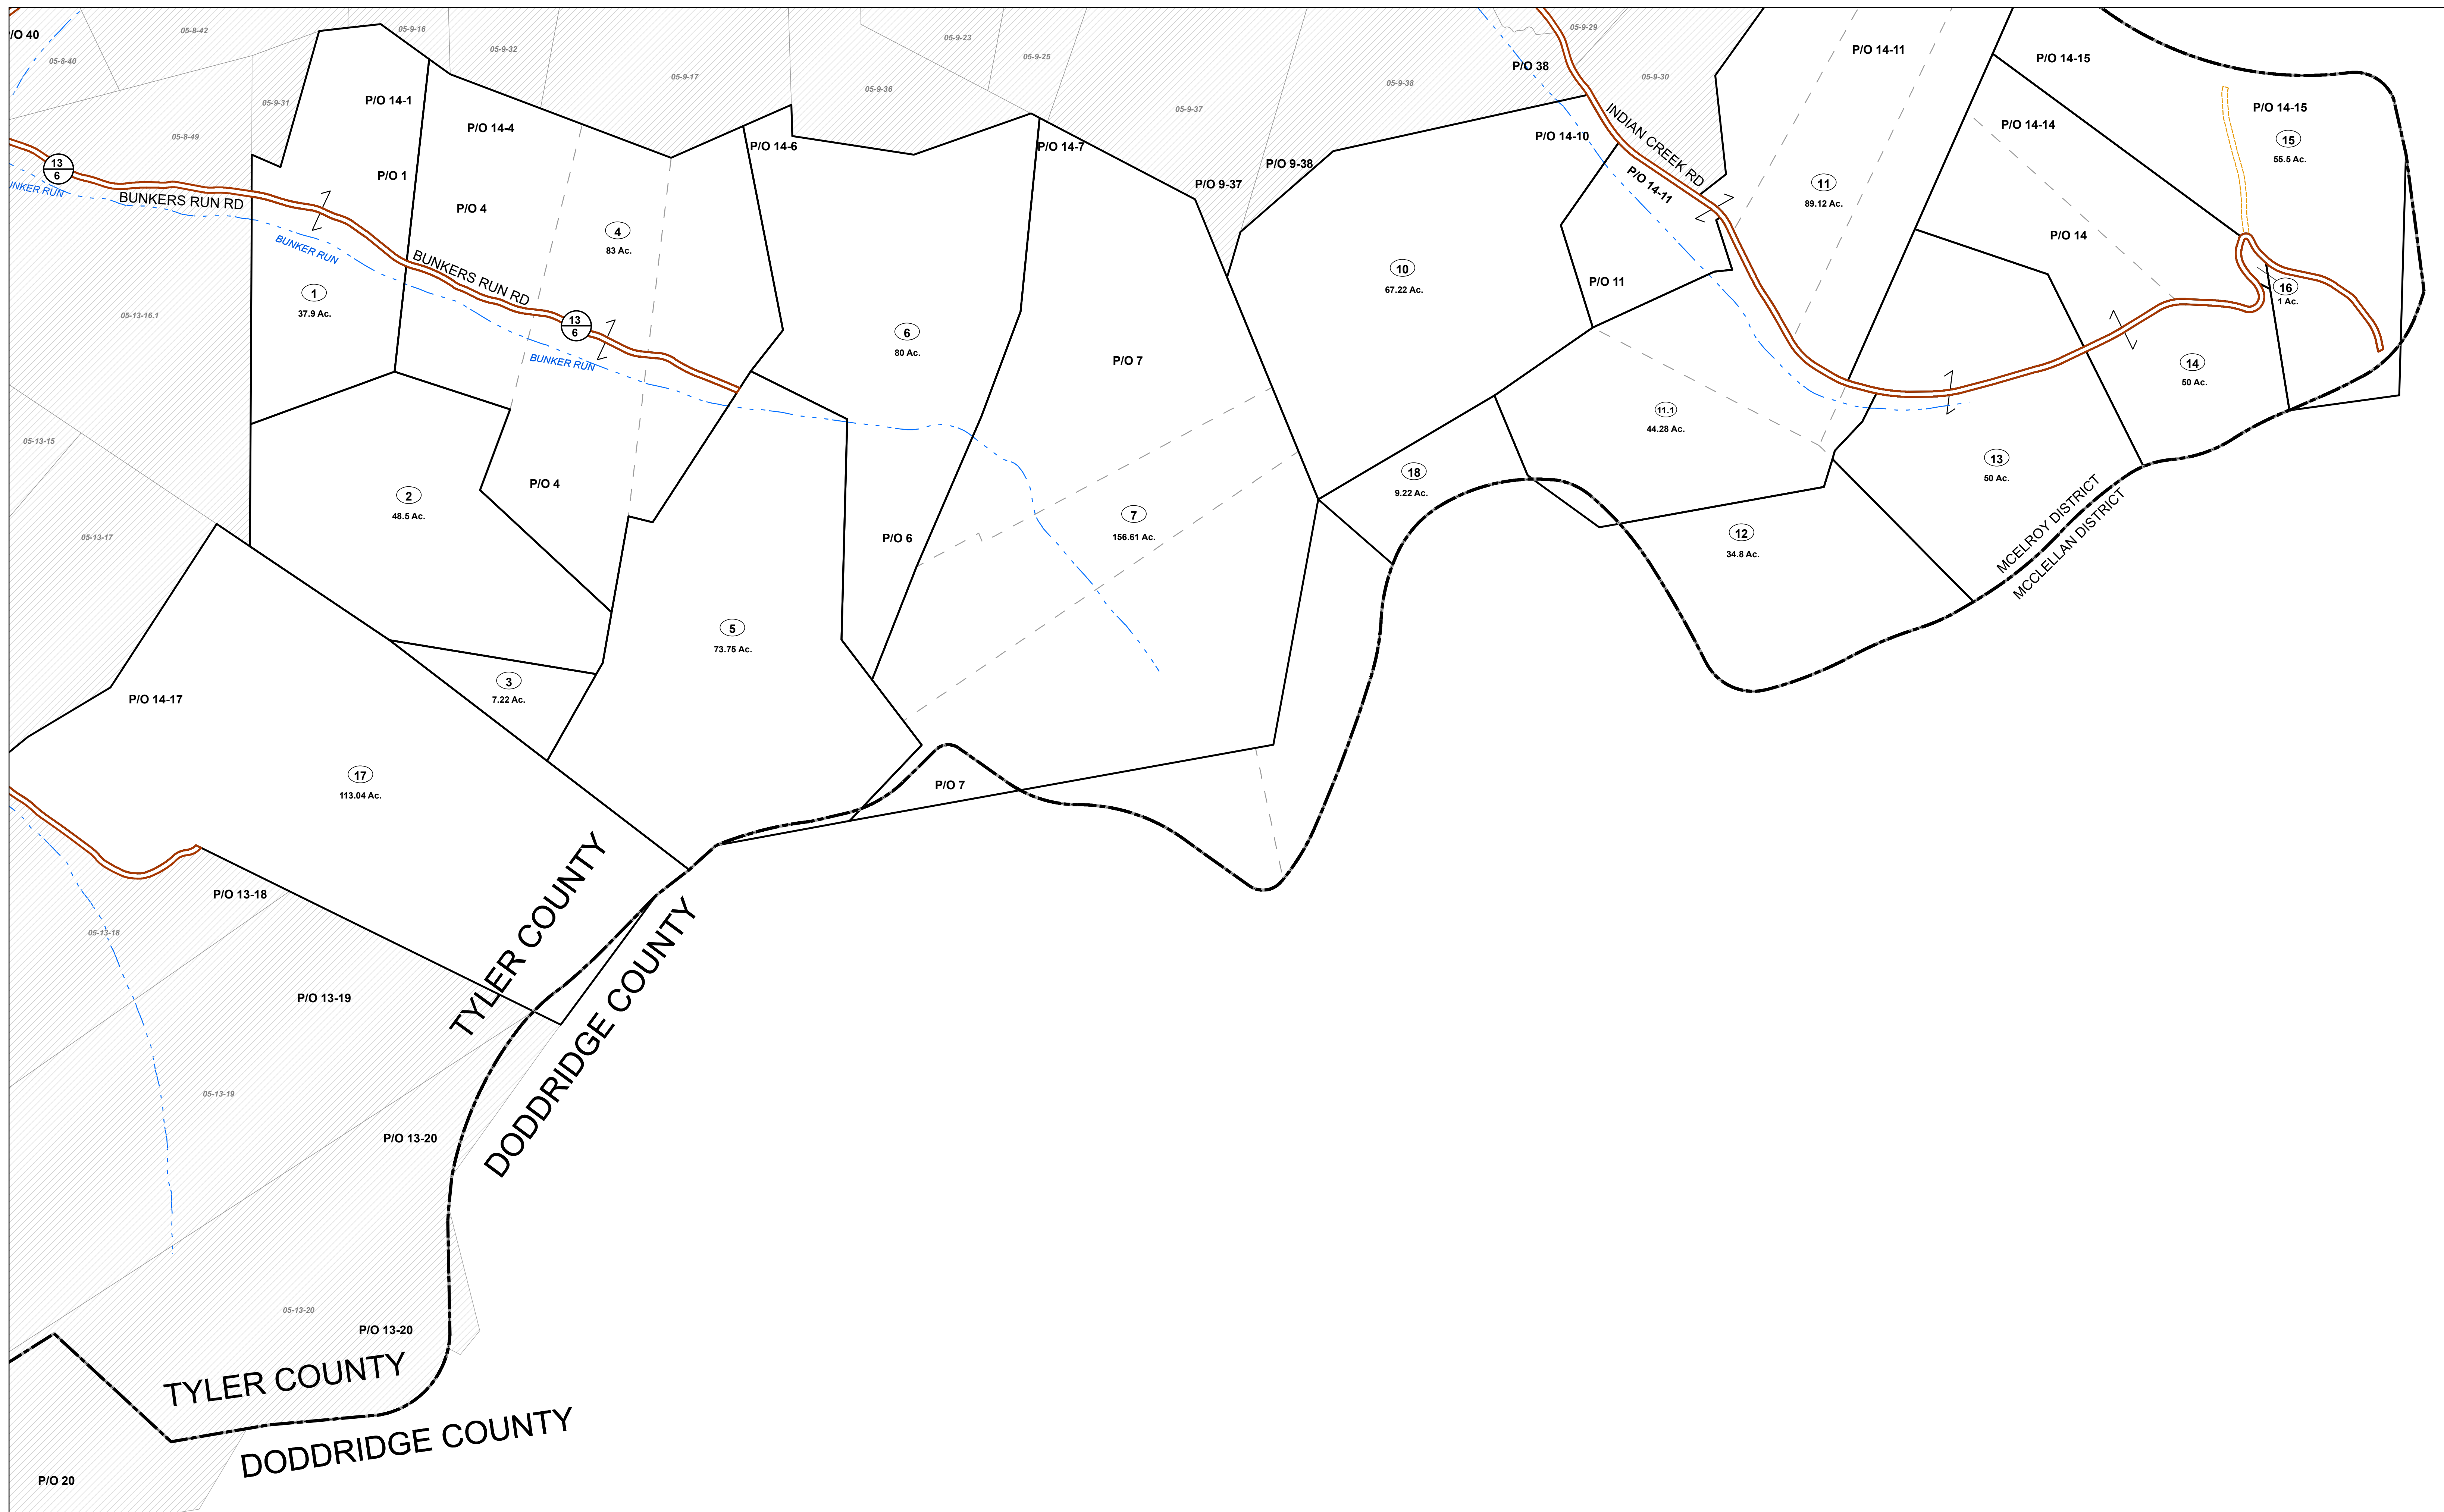 /O 40
05-8-42
05-9-16
05-9-32
05-9-23
05-9-29
05-8-40
05-9-17
05-9-25
P/O 38
05-9-30
P/O 14-11
P/O 14-15
05-9-31
P/O 14-1
05-9-36
05-9-37
05-9-38
INDIAN CREEK RD
P/O 14-15
05-8-49
P/O 14-4
P/O 14-6
P/O 14-7
P/O 14-10
P/O 14-14
15
55.5 Ac.
13
6
P/O 1
P/O 9-37
P/O 9-38
P/O 14-11
11
89.12 Ac.
UNKER RUN
BUNKERS RUN RD
P/O 4
4
83 Ac.
P/O 14
BUNKER RUN
BUNKERS RUN RD
10
67.22 Ac.
P/O 11
16
1 Ac.
1
37.9 Ac.
05-13-16.1
13
6
6
80 Ac.
BUNKER RUN
P/O 7
14
50 Ac.
05-13-15
11.1
44.28 Ac.
2
48.5 Ac.
P/O 4
18
9.22 Ac.
13
50 Ac.
05-13-17
P/O 6
7
156.61 Ac.
12
34.8 Ac.
MCELROY DISTRICT
MCCLELLAN DISTRICT
5
73.75 Ac.
P/O 14-17
3
7.22 Ac.
17
113.04 Ac.
P/O 7
P/O 13-18
05-13-18
TYLER COUNTY
DODDRIDGE COUNTY
P/O 13-19
05-13-19
P/O 13-20
05-13-20
P/O 13-20
TYLER COUNTY
DODDRIDGE COUNTY
P/O 20